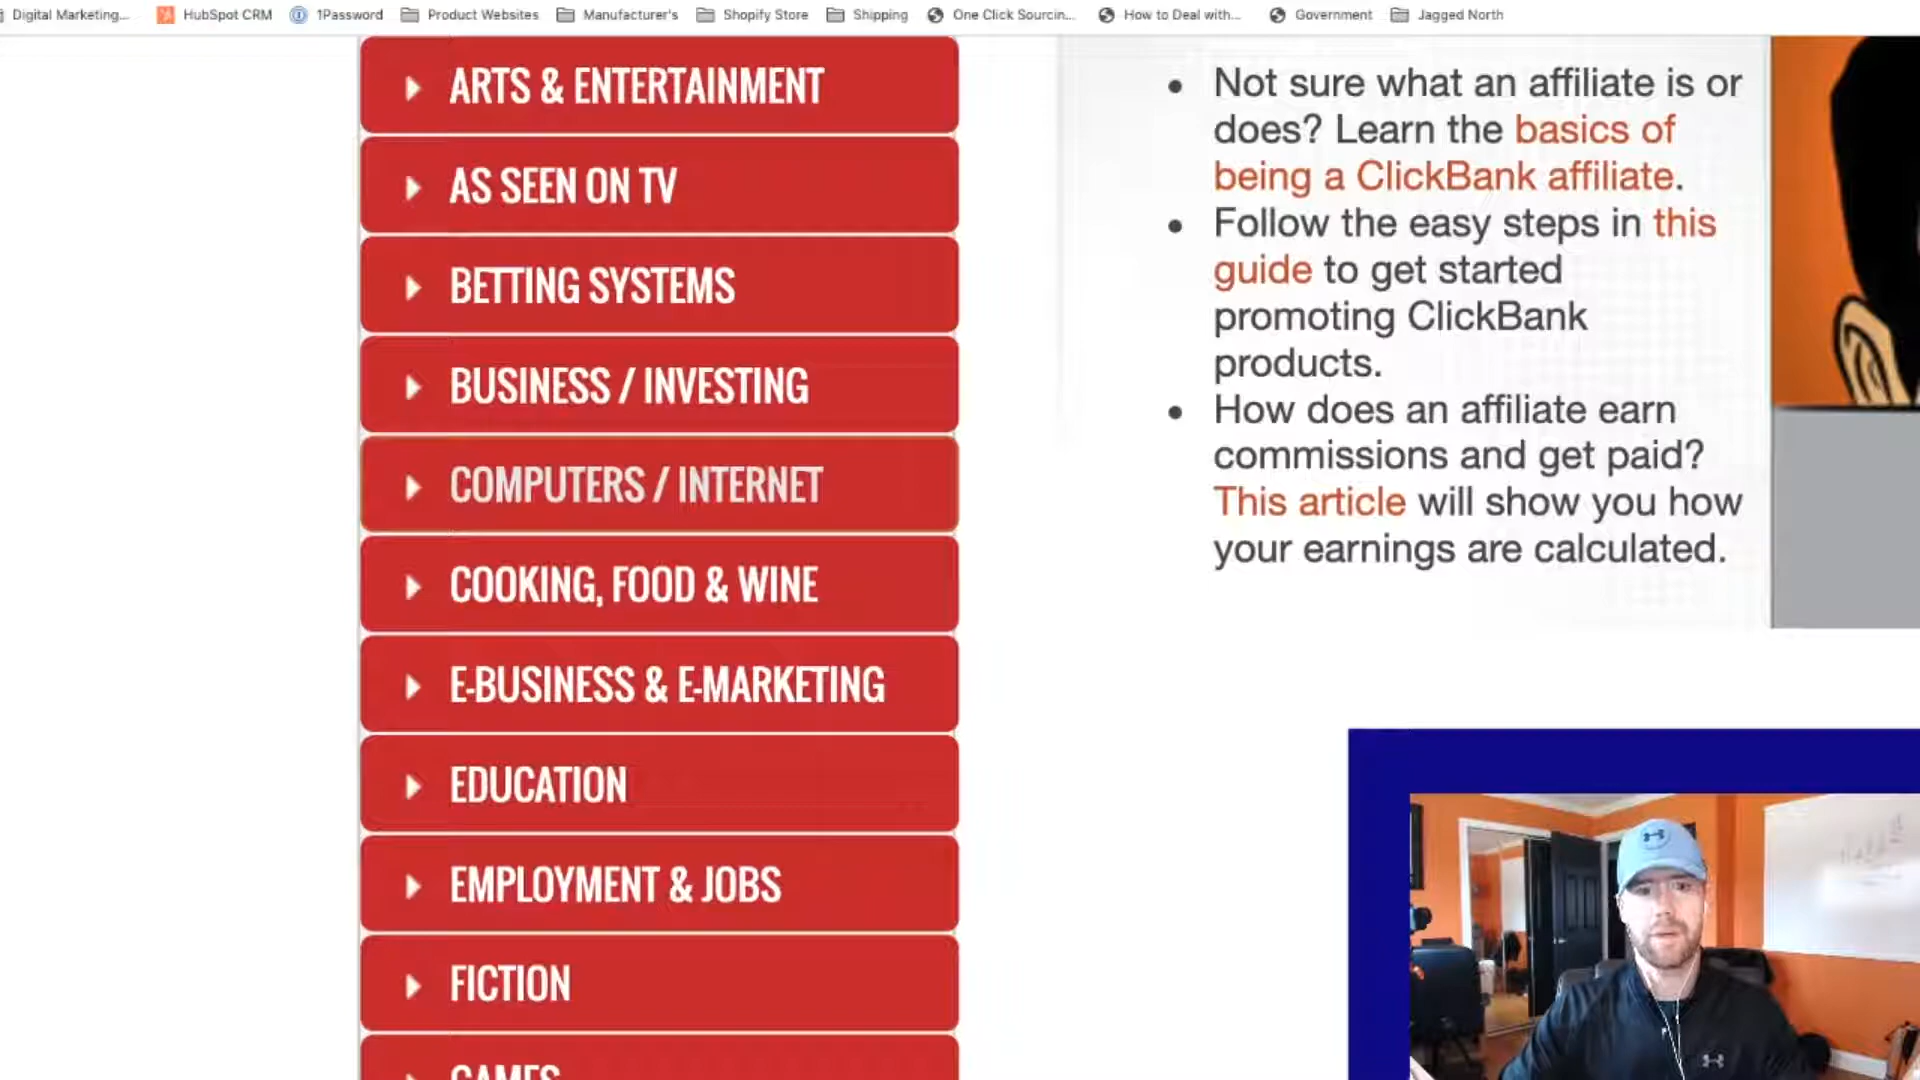 Digital Marketing...
HubSpot CRM
1Password
Product Websites
Manufacturer's
Shopify Store
Shipping
One Click Sourcin...
How to Deal with...
Government
Jagged North
ARTS & ENTERTAINMENT
AS SEEN ON TV
BETTING SYSTEMS
BUSINESS / INVESTING
COMPUTERS / INTERNET
COOKING, FOOD & WINE
E-BUSINESS & E-MARKETING
EDUCATION
EMPLOYMENT & JOBS
FICTION
GAMES
Not sure what an affiliate is or
does? Learn the basics of
being a ClickBank affiliate.
Follow the easy steps in this
guide to get started
promoting ClickBank
products.
How does an affiliate earn
commissions and get paid?
This article will show you how
your earnings are calculated.